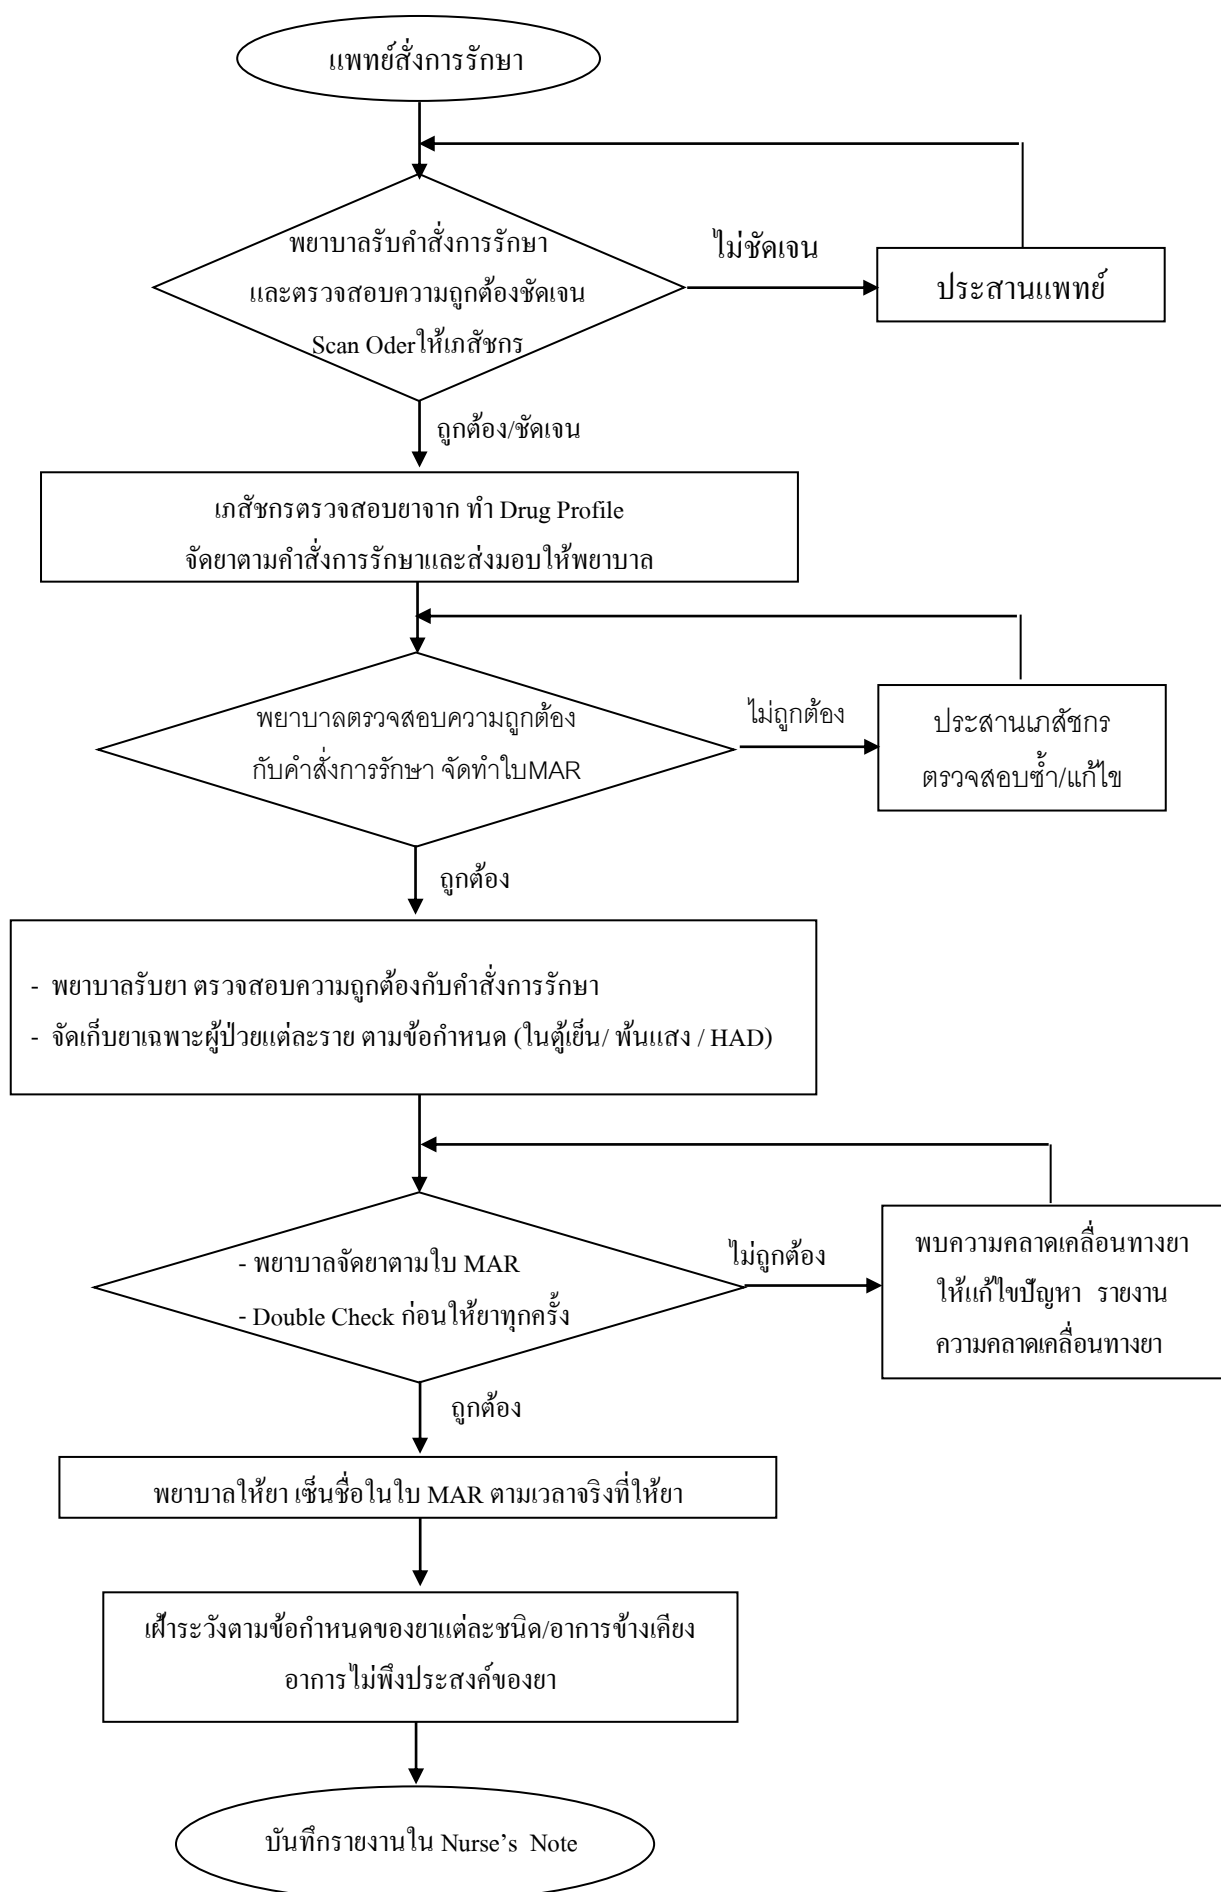 แพทย์สั่งการรักษา
พยาบาลรับคำสั่งการรักษา
และตรวจสอบความถูกต้องชัดเจน
Scan Oderให้เภสัชกร
ไม่ชัดเจน
ประสานแพทย์
ถูกต้อง/ชัดเจน
เภสัชกรตรวจสอบยาจาก ทำ Drug Profile
จัดยาตามคำสั่งการรักษาและส่งมอบให้พยาบาล
พยาบาลตรวจสอบความถูกต้อง
กับคำสั่งการรักษา จัดทำใบMAR
ไม่ถูกต้อง
ประสานเภสัชกร
ตรวจสอบซ้ำ/แก้ไข
ถูกต้อง
- พยาบาลรับยา ตรวจสอบความถูกต้องกับคำสั่งการรักษา
- จัดเก็บยาเฉพาะผู้ป่วยแต่ละราย ตามข้อกำหนด (ในตู้เย็น/ พ้นแสง / HAD)
- พยาบาลจัดยาตามใบ MAR
- Double Check ก่อนให้ยาทุกครั้ง
ไม่ถูกต้อง
พบความคลาดเคลื่อนทางยา
ให้แก้ไขปัญหา รายงาน
ความคลาดเคลื่อนทางยา
ถูกต้อง
พยาบาลให้ยา เซ็นชื่อในใบ MAR ตามเวลาจริงที่ให้ยา
เฝ้าระวังตามข้อกำหนดของยาแต่ละชนิด/อาการข้างเคียง
อาการไม่พึงประสงค์ของยา
บันทึกรายงานใน Nurse’s Note